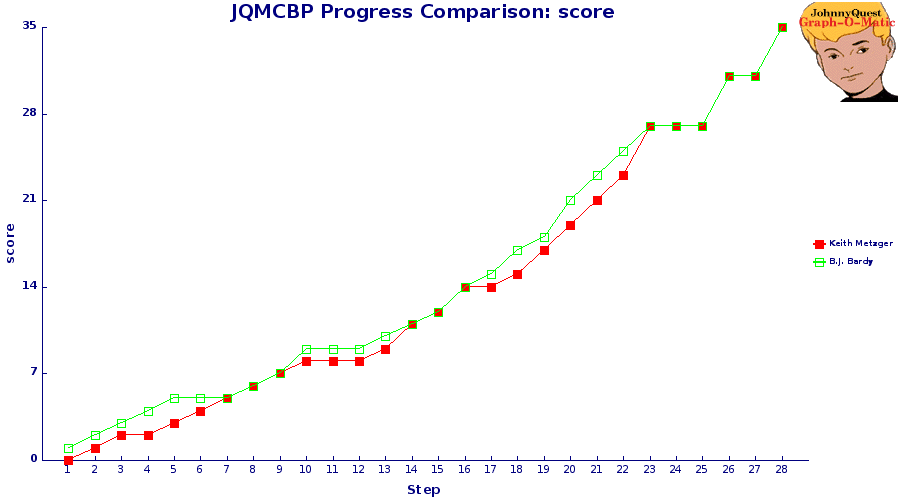 JQMCBP Progress Comparison: score
JohnnyQuest
Graph-O-Matic
35
28
21
14
7
0
score
1 2 3 4 5 6 7 8 9 10 11 12 13 14 15 16 17 18 19 20 21 22 23 24 25 26 27 28
Step
Keith Metzger
B.J. Bardy